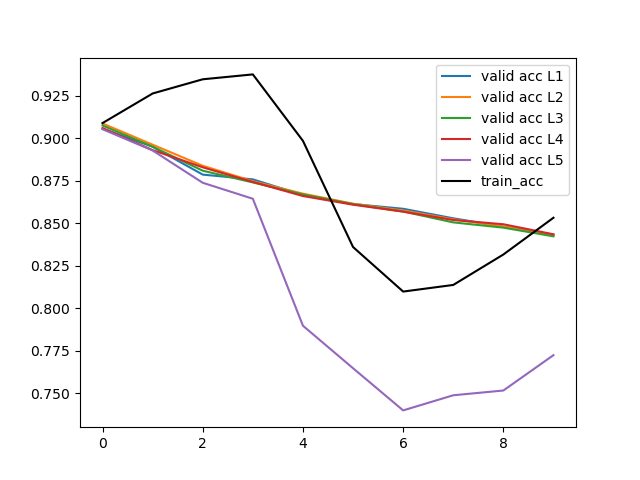 valid acc L1
valid acc L2
valid acc L3
valid acc L4
valid acc L5
train_acc
0.925
0.900
0.875
0.850
0.825
0.800
0.775
0.750
0 2 4 6 8